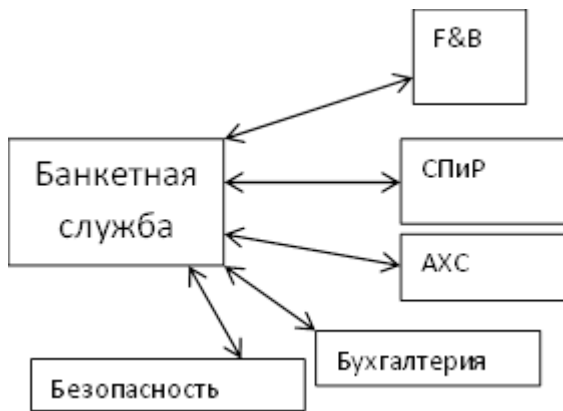 F&B
Банкетная
служба
СПиР
АХС
Бухгалтерия
Безопасность